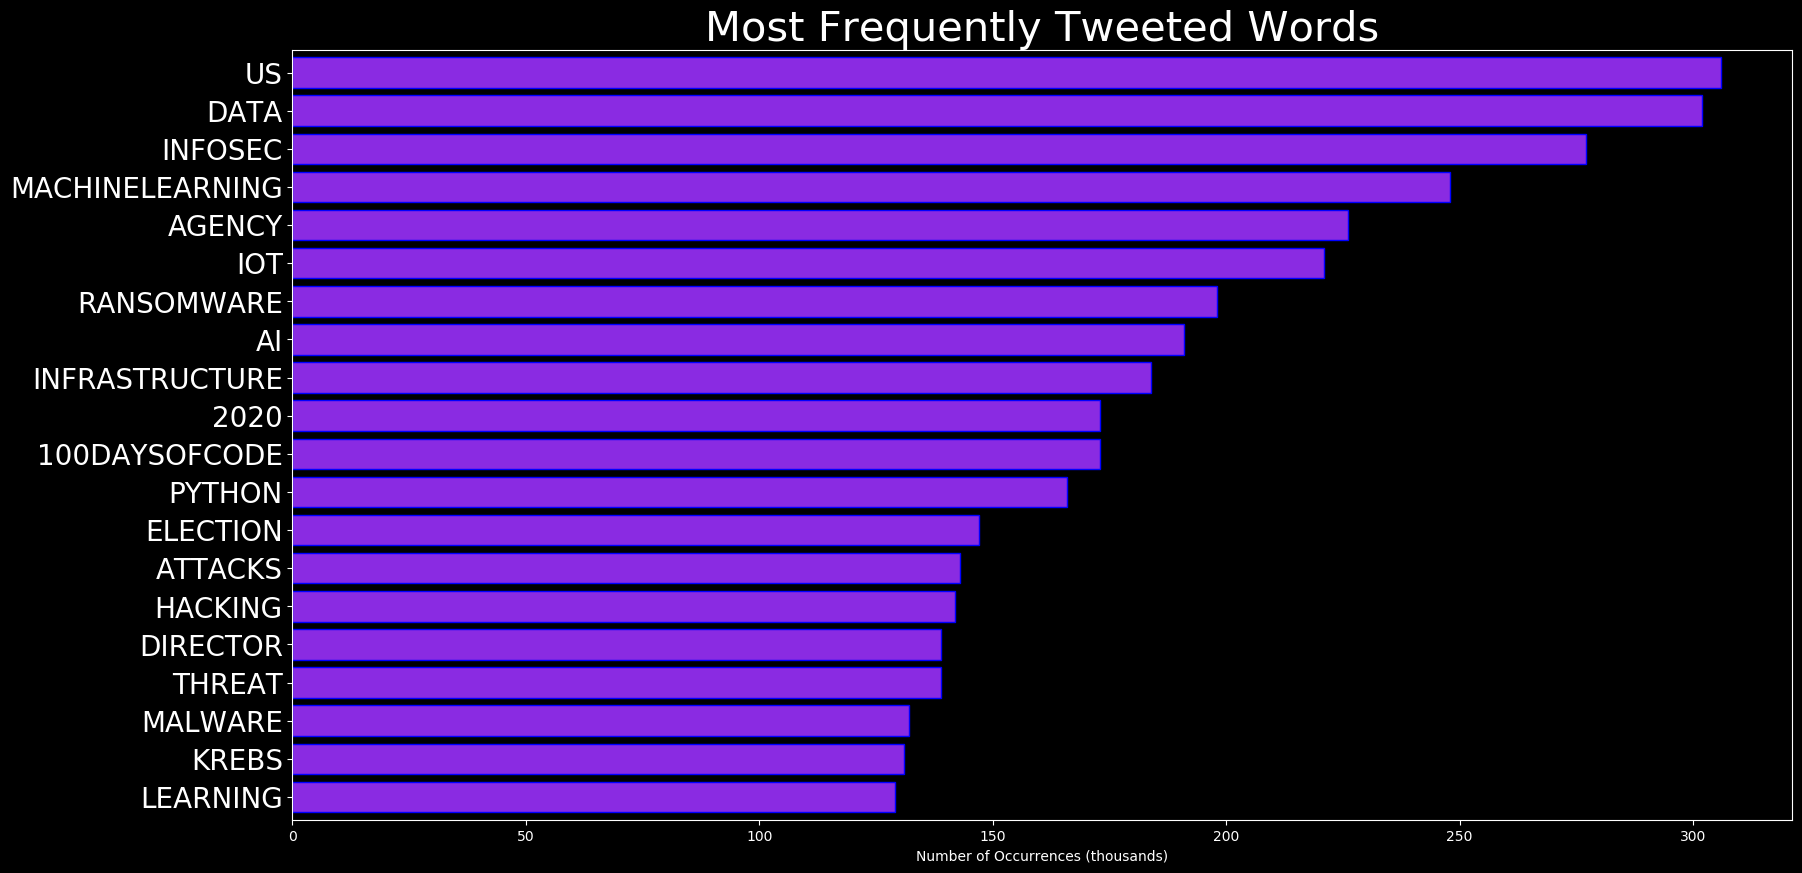 Most Frequently Tweeted Words
US
DATA
INFOSEC
MACHINELEARNING
AGENCY
IOT
RANSOMWARE
AI
INFRASTRUCTURE
2020
100DAYSOFCODE
PYTHON
ELECTION
ATTACKS
HACKING
DIRECTOR
THREAT
MALWARE
KREBS
LEARNING
0 50 100 150 200 250 300
Number of Occurrences (thousands)